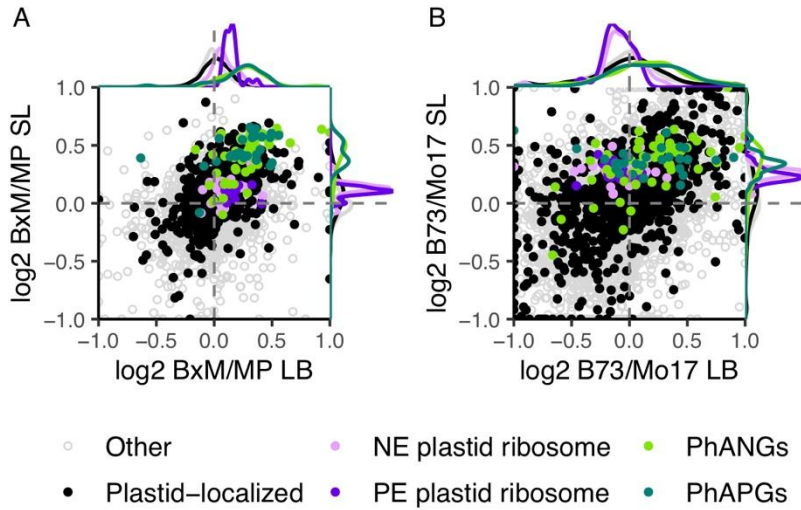 A
B
log2 BxM/MP SL
1.0
0.5
0.0
−0.5
−1.0
−1.0 −0.5 0.0 0.5 1.0
log2 BxM/MP LB
log2 B73/Mo17 SL
1.0
0.5
0.0
−0.5
−1.0
−1.0 −0.5 0.0 0.5 1.0
log2 B73/Mo17 LB
Other
NE plastid ribosome
PhANGs
Plastid−localized
PE plastid ribosome
PhAPGs